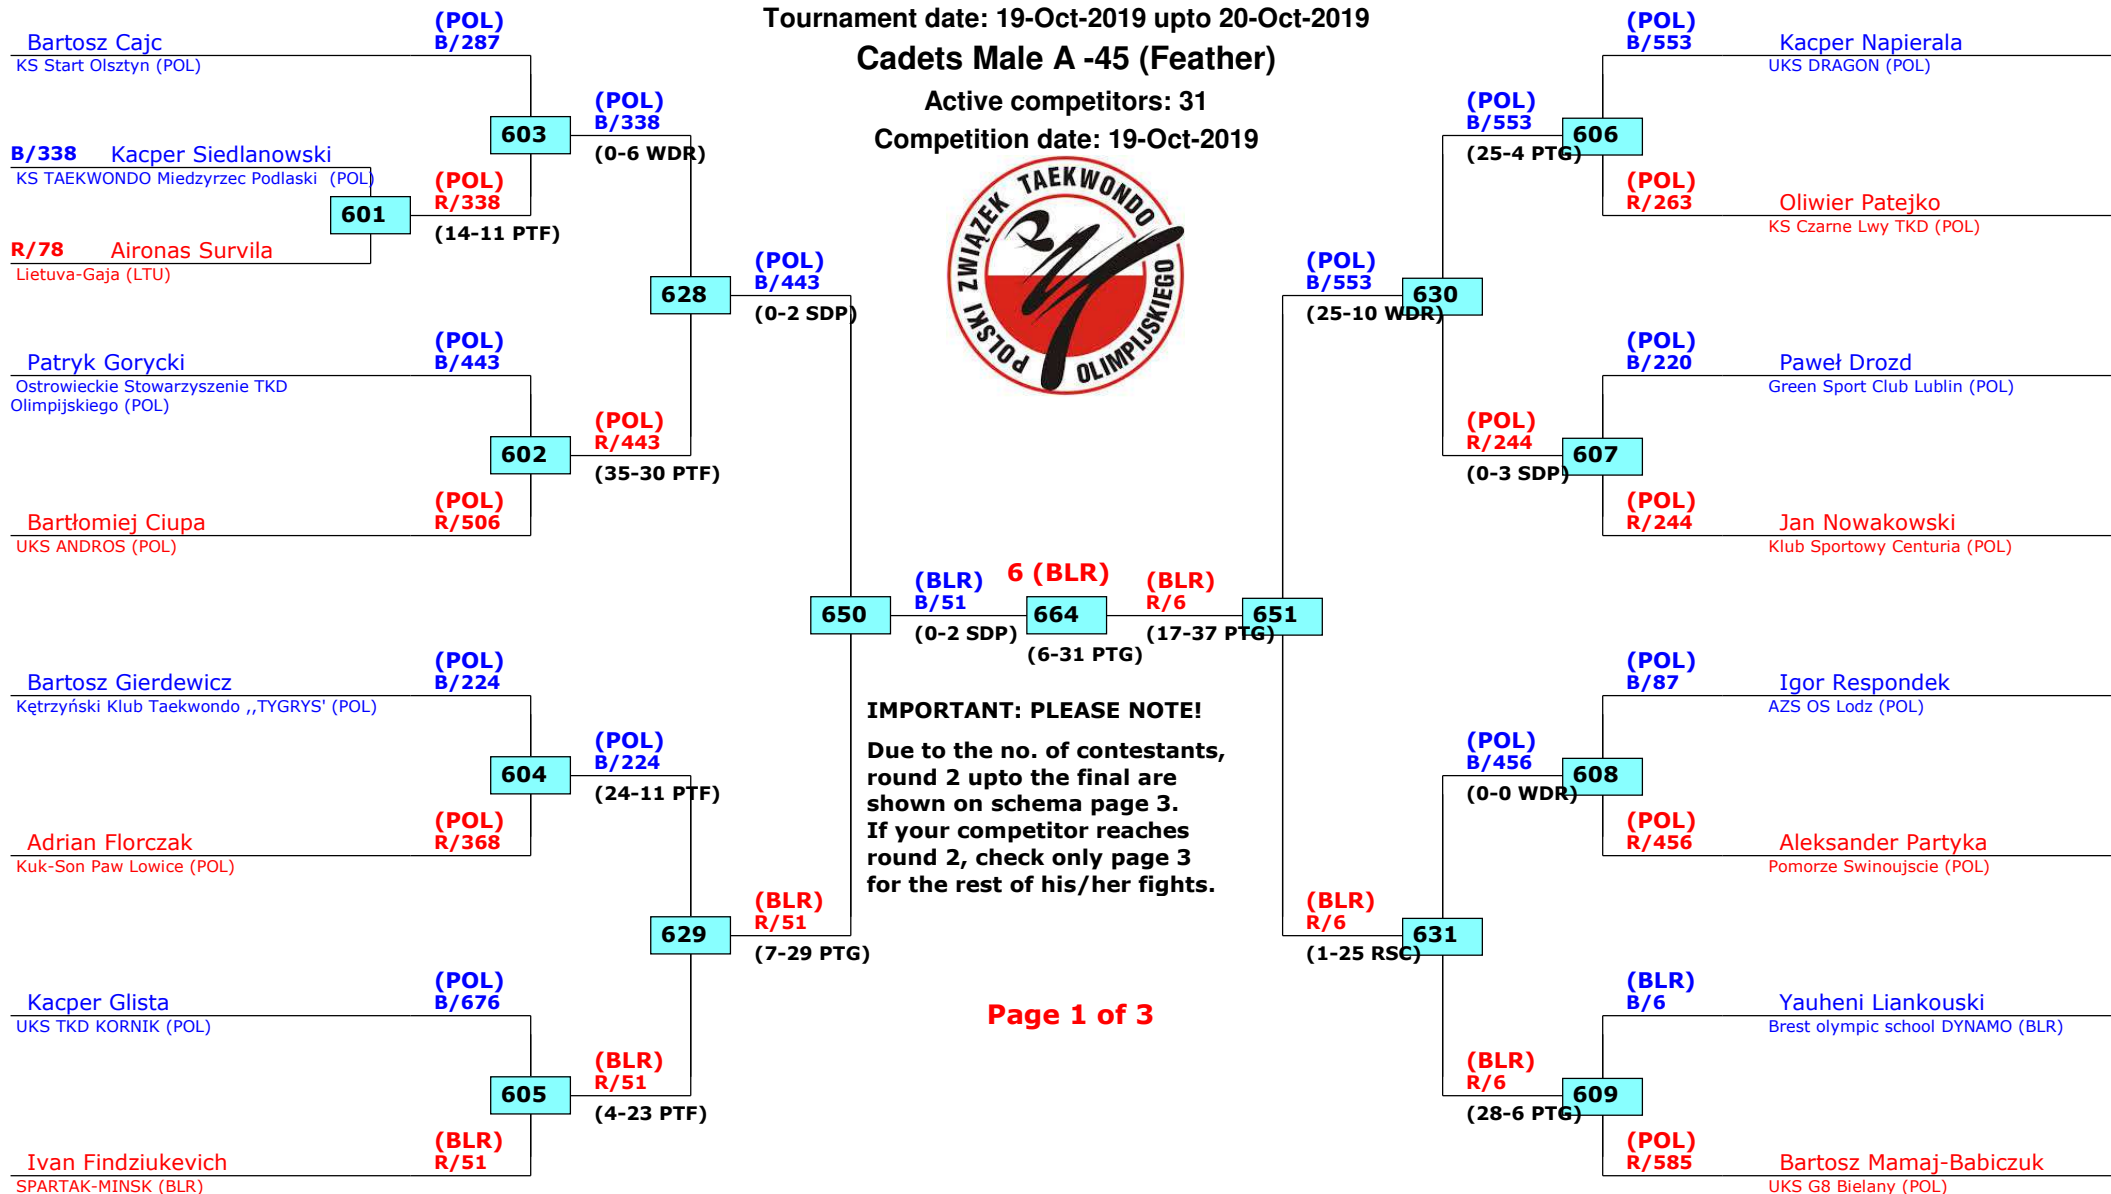 Tournament date: 19-Oct-2019 upto 20-Oct-2019
Cadets Male A -45 (Feather)
Active competitors: 31
Competition date: 19-Oct-2019
POLSKI ZWIĄZEK TAEKWONDO OLIMPIJSKIEGO
(POL)
B/287
Bartosz Cajc
KS Start Olsztyn (POL)
603
(POL)
B/338
(0-6 WDR)
B/338 Kacper Siedlanowski
KS TAEKWONDO Miedzyrzec Podlaski (POL)
601
(POL)
R/338
(14-11 PTF)
R/78 Aironas Survila
Lietuva-Gaja (LTU)
628
(POL)
B/443
(0-2 SDP)
Patryk Gorycki
(POL)
B/443
Ostrowieckie Stowarzyszenie TKD
Olimpijskiego (POL)
602
(POL)
R/443
(35-30 PTF)
Bartłomiej Ciupa
(POL)
R/506
UKS ANDROS (POL)
650
(BLR)
B/51
(0-2 SDP)
6 (BLR)
664
(6-31 PTG)
(BLR)
R/6
(17-37 PTG)
651
Bartosz Gierdewicz
(POL)
B/224
Kętrzyński Klub Taekwondo ,,TYGRYS' (POL)
604
(POL)
B/224
(24-11 PTF)
Adrian Florczak
(POL)
R/368
Kuk-Son Paw Lowice (POL)
629
(BLR)
R/51
(7-29 PTG)
Kacper Glista
(POL)
B/676
UKS TKD KORNIK (POL)
605
(BLR)
R/51
(4-23 PTF)
Ivan Findziukevich
(BLR)
R/51
SPARTAK-MINSK (BLR)
IMPORTANT: PLEASE NOTE!
Due to the no. of contestants,
round 2 upto the final are
shown on schema page 3.
If your competitor reaches
round 2, check only page 3
for the rest of his/her fights.
Page 1 of 3
(POL)
B/553
Kacper Napierala
UKS DRAGON (POL)
(POL)
B/553
(25-4 PTG)
606
(POL)
R/263
Oliwier Patejko
KS Czarne Lwy TKD (POL)
(POL)
B/553
(25-10 WDR)
630
(POL)
B/220
Paweł Drozd
Green Sport Club Lublin (POL)
(POL)
R/244
(0-3 SDP)
607
(POL)
R/244
Jan Nowakowski
Klub Sportowy Centuria (POL)
(POL)
B/87
Igor Respondek
AZS OS Lodz (POL)
(POL)
B/456
(0-0 WDR)
608
(POL)
R/456
Aleksander Partyka
Pomorze Swinoujscie (POL)
(BLR)
R/6
(1-25 RSC)
631
(BLR)
B/6
Yauheni Liankouski
Brest olympic school DYNAMO (BLR)
(BLR)
R/6
(28-6 PTG)
609
(POL)
R/585
Bartosz Mamaj-Babiczuk
UKS G8 Bielany (POL)